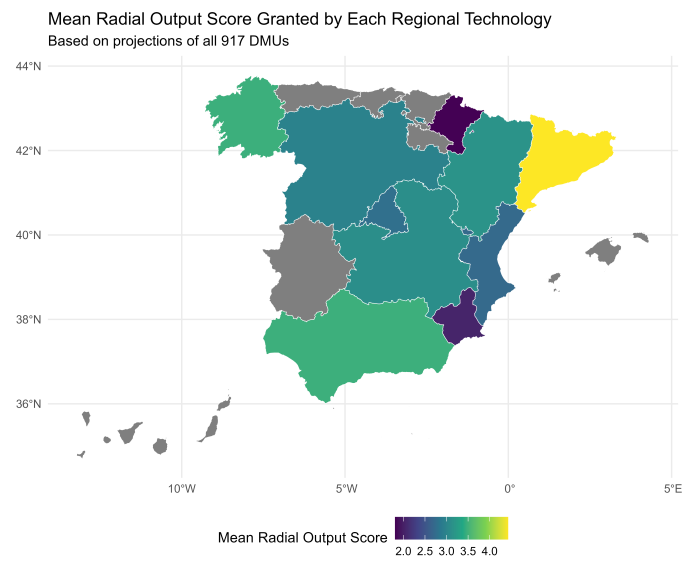 Mean Radial Output Score Granted by Each Regional Technology
Based on projections of all 917 DMUs
44°N
42°N
40°N
38°N
36°N
10°W 5°W 0° 5°E
Mean Radial Output Score
2.0 2.5 3.0 3.5 4.0